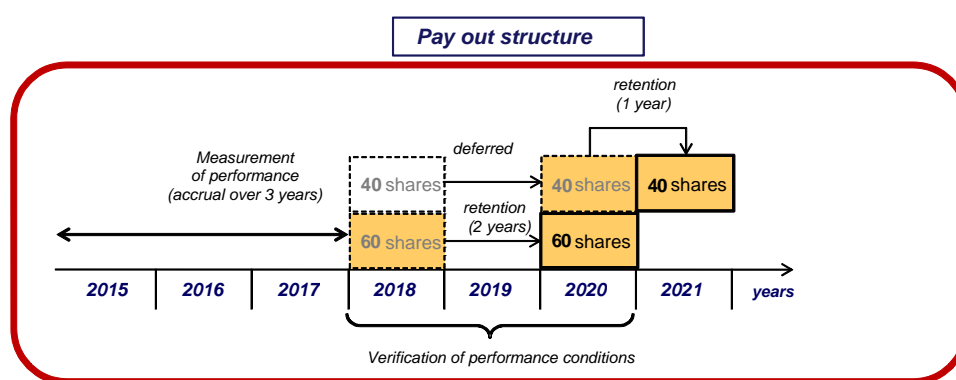 Pay out structure
retention
(1 year)
Measurement
of performance
(accrual over 3 years)
deferred
40 shares
40 shares
40 shares
retention
(2 years)
60 shares
60 shares
2015 2016 2017 2018 2019 2020 2021 years
Verification of performance conditions